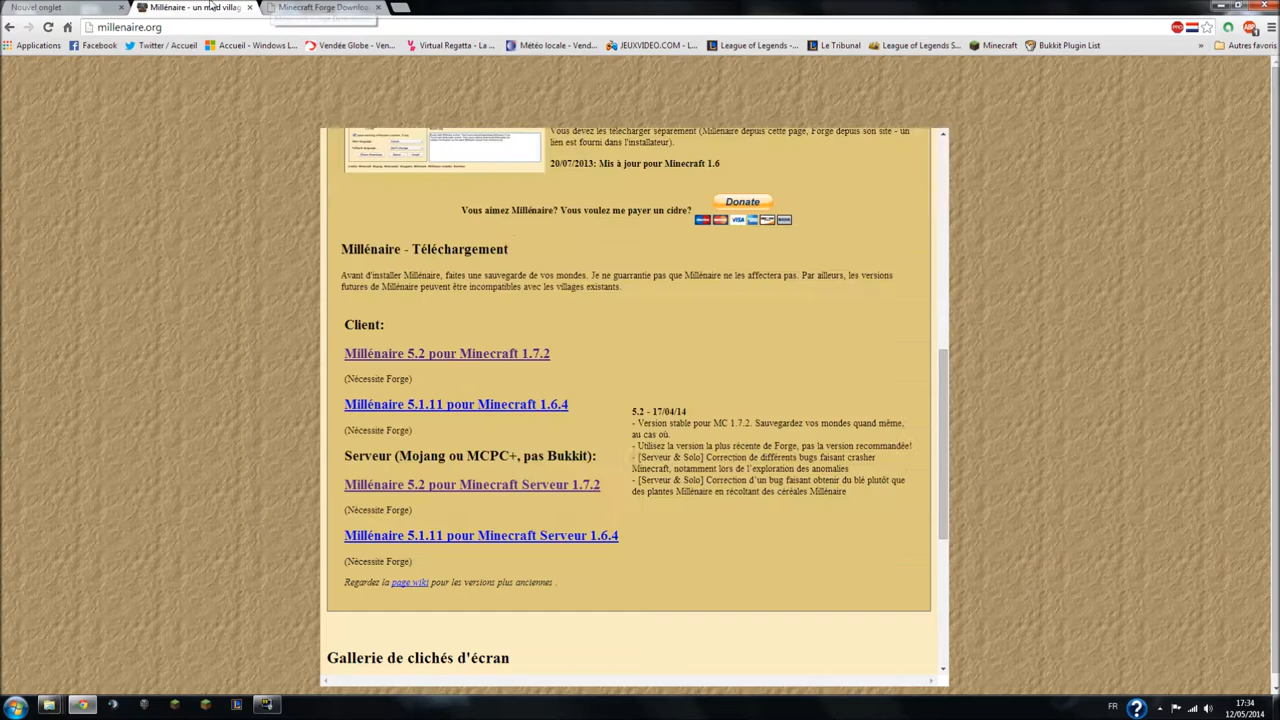 Nouvel onglet
Millénaire - un mod villag
Minecraft Forge Downloa
millenaire.org
Applications
Facebook
Twitter / Accueil
Accueil - Windows L...
Vendée Globe - Ven...
Virtual Regatta - La ...
Météo locale - Vend...
JEUXVIDEO.COM - L...
League of Legends -...
Le Tribunal
League of Legends S...
Minecraft
Bukkit Plugin List
»
Autres favoris
Vous devez les télécharger séparément (Millénaire depuis cette page, Forge depuis son site - un
lien est fourni dans l'installateur).
20/07/2013: Mis à jour pour Minecraft 1.6
Vous aimez Millénaire? Vous voulez me payer un cidre?
Donate
VISA
Millénaire - Téléchargement
Avant d'installer Millénaire, faites une sauvegarde de vos mondes. Je ne guarrantie pas que Millénaire ne les affectera pas. Par ailleurs, les versions
futures de Millénaire peuvent être incompatibles avec les villages existants.
Client:
Millénaire 5.2 pour Minecraft 1.7.2
(Nécessite Forge)
Millénaire 5.1.11 pour Minecraft 1.6.4
(Nécessite Forge)
Serveur (Mojang ou MCPC+, pas Bukkit):
Millénaire 5.2 pour Minecraft Serveur 1.7.2
(Nécessite Forge)
Millénaire 5.1.11 pour Minecraft Serveur 1.6.4
(Nécessite Forge)
Regardez la page wiki pour les versions plus anciennes .
5.2 - 17/04/14
- Version stable pour MC 1.7.2. Sauvegardez vos mondes quand même,
au cas où.
- Utilisez la version la plus récente de Forge, pas la version recommandée!
- [Serveur & Solo] Correction de différents bugs faisant crasher
Minecraft, notamment lors de l'exploration des anomalies
- [Serveur & Solo] Correction d'un bug faisant obtenir du blé plutôt que
des plantes Millénaire en récoltant des céréales Millénaire
Gallerie de clichés d'écran
FR
17:34
12/05/2014